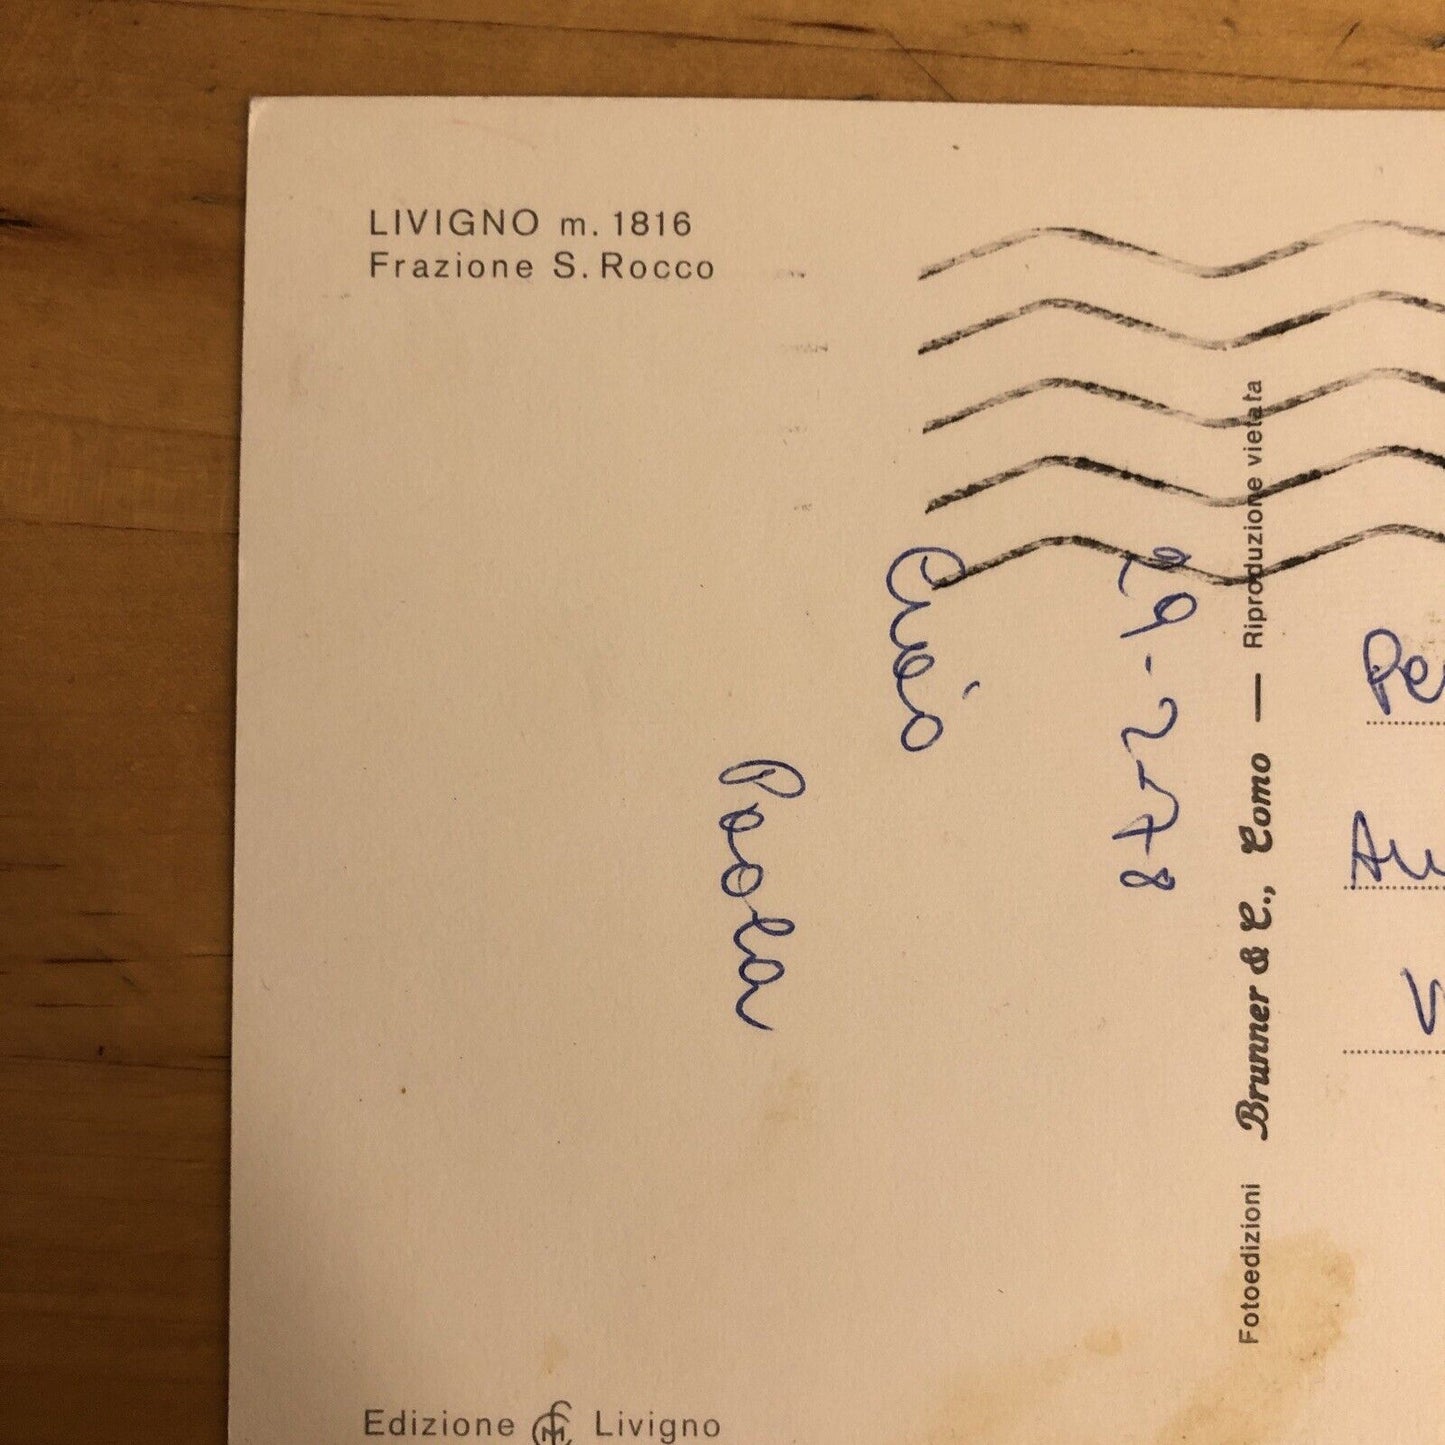 LIVIGNO m. 1816
Frazione S. Rocco
29-2-78
Ciao
Paola
Fotoedizioni Brunner & C., Como — Riproduzione vietata
Edizione Livigno